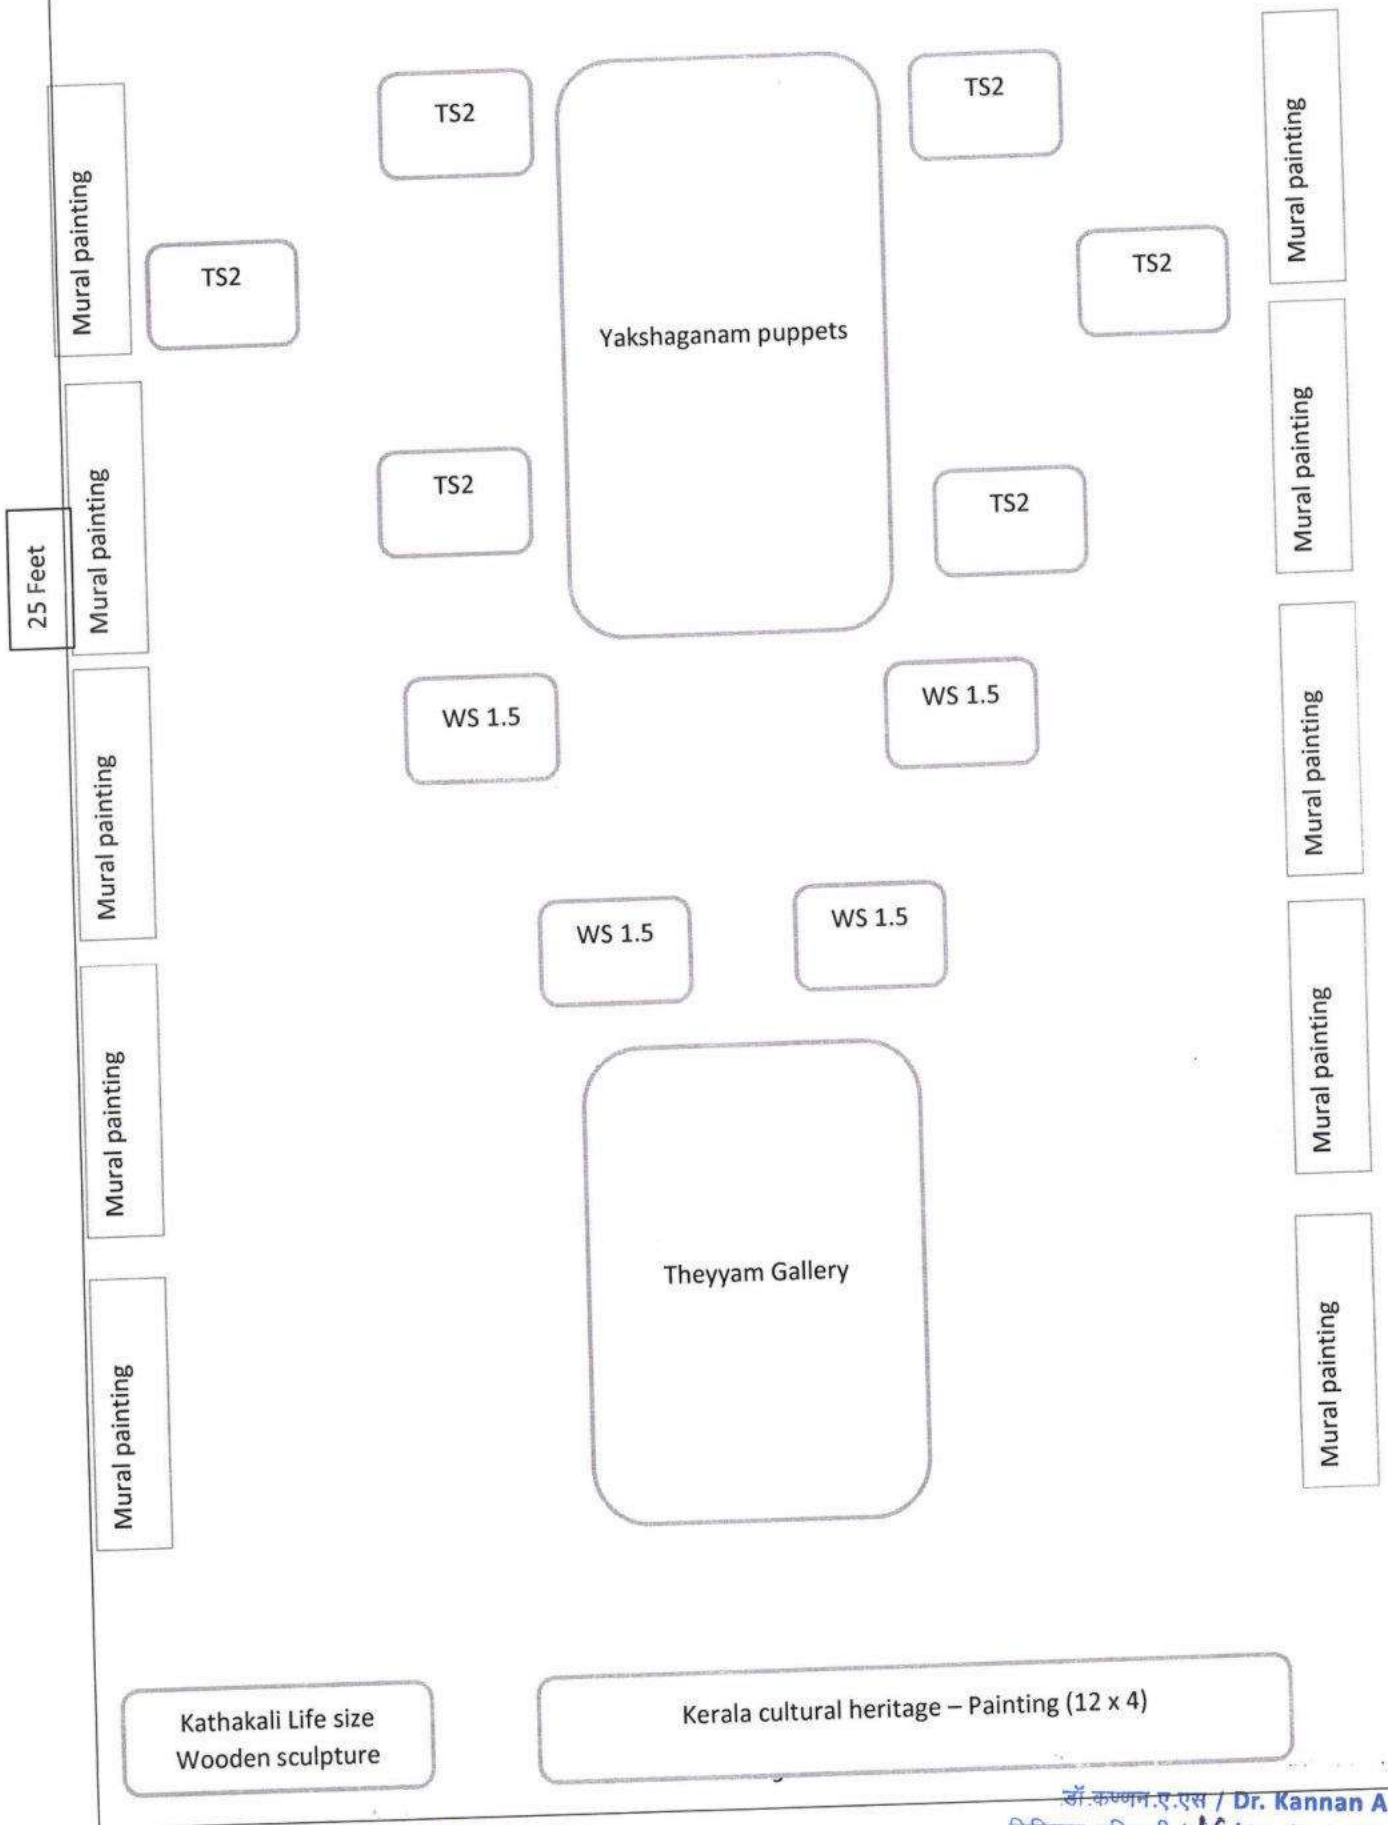 TS2
TS2
Mural painting
Mural painting
TS2
TS2
Yakshaganam puppets
Mural painting
Mural painting
TS2
TS2
25 Feet
WS 1.5
WS 1.5
Mural painting
Mural painting
WS 1.5
WS 1.5
Mural painting
Mural painting
Theyyam Gallery
Mural painting
Mural painting
Kathakali Life size
Wooden sculpture
Kerala cultural heritage – Painting (12 x 4)
डॉ.कण्णन.ए.एस / Dr. Kannan A